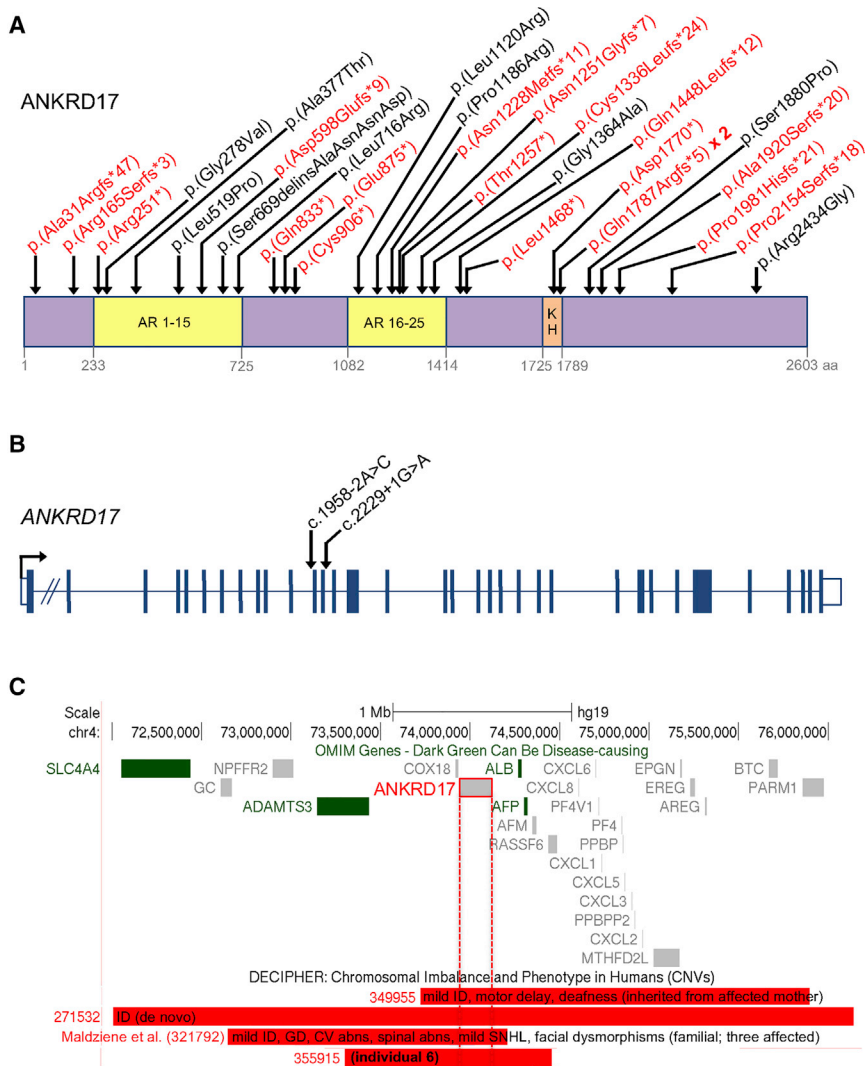 A
ANKRD17
p.(Ala31Argfs*47)
p.(Arg165Serfs*3)
p.(Arg251*)
p.(Gly278Val)
p.(Ala377Thr)
p.(Leu519Pro)
p.(Asp598Glufs*9)
p.(Ser669delinsAlaAsnAsnAsp)
p.(Leu716Arg)
p.(Gln833*)
p.(Glu875*)
p.(Cys906*)
p.(Leu1120Arg)
p.(Pro1186Arg)
p.(Asn1228Metfs*11)
p.(Asn1251Glyfs*7)
p.(Thr1257*)
p.(Cys1336Leufs*24)
p.(Gly1364Ala)
p.(Gln1448Leufs*12)
p.(Leu1468*)
p.(Asp1770*)
p.(Gln1787Argfs*5) x 2
p.(Ser1880Pro)
p.(Ala1920Serfs*20)
p.(Pro1981Hisfs*21)
p.(Pro2154Serfs*18)
p.(Arg2434Gly)
AR 1-15
AR 16-25
K
H
1 233 725 1082 1414 1725 1789 2603 aa
B
ANKRD17
c.1958-2A>C
c.2229+1G>A
C
Scale 1 Mb hg19
chr4: 72,500,000 73,000,000 73,500,000 74,000,000 74,500,000 75,000,000 75,500,000 76,000,000
OMIM Genes - Dark Green Can Be Disease-causing
SLC4A4 NPFFR2 COX18 ALB CXCL6 EPGN BTC
GC ANKRD17 CXCL8 EREG PARM1
ADAMTS3 AFP PF4V1 AREG
AFM PF4
RASSF6 PPBP
CXCL1
CXCL5
CXCL3
PPBPP2
CXCL2
MTHFD2L
DECIPHER: Chromosomal Imbalance and Phenotype in Humans (CNVs)
349955 mild ID, motor delay, deafness (inherited from affected mother)
271532 ID (de novo)
Maldziene et al. (321792) mild ID, GD, CV abns, spinal abns, mild SNHL, facial dysmorphisms (familial; three affected)
355915 (individual 6)